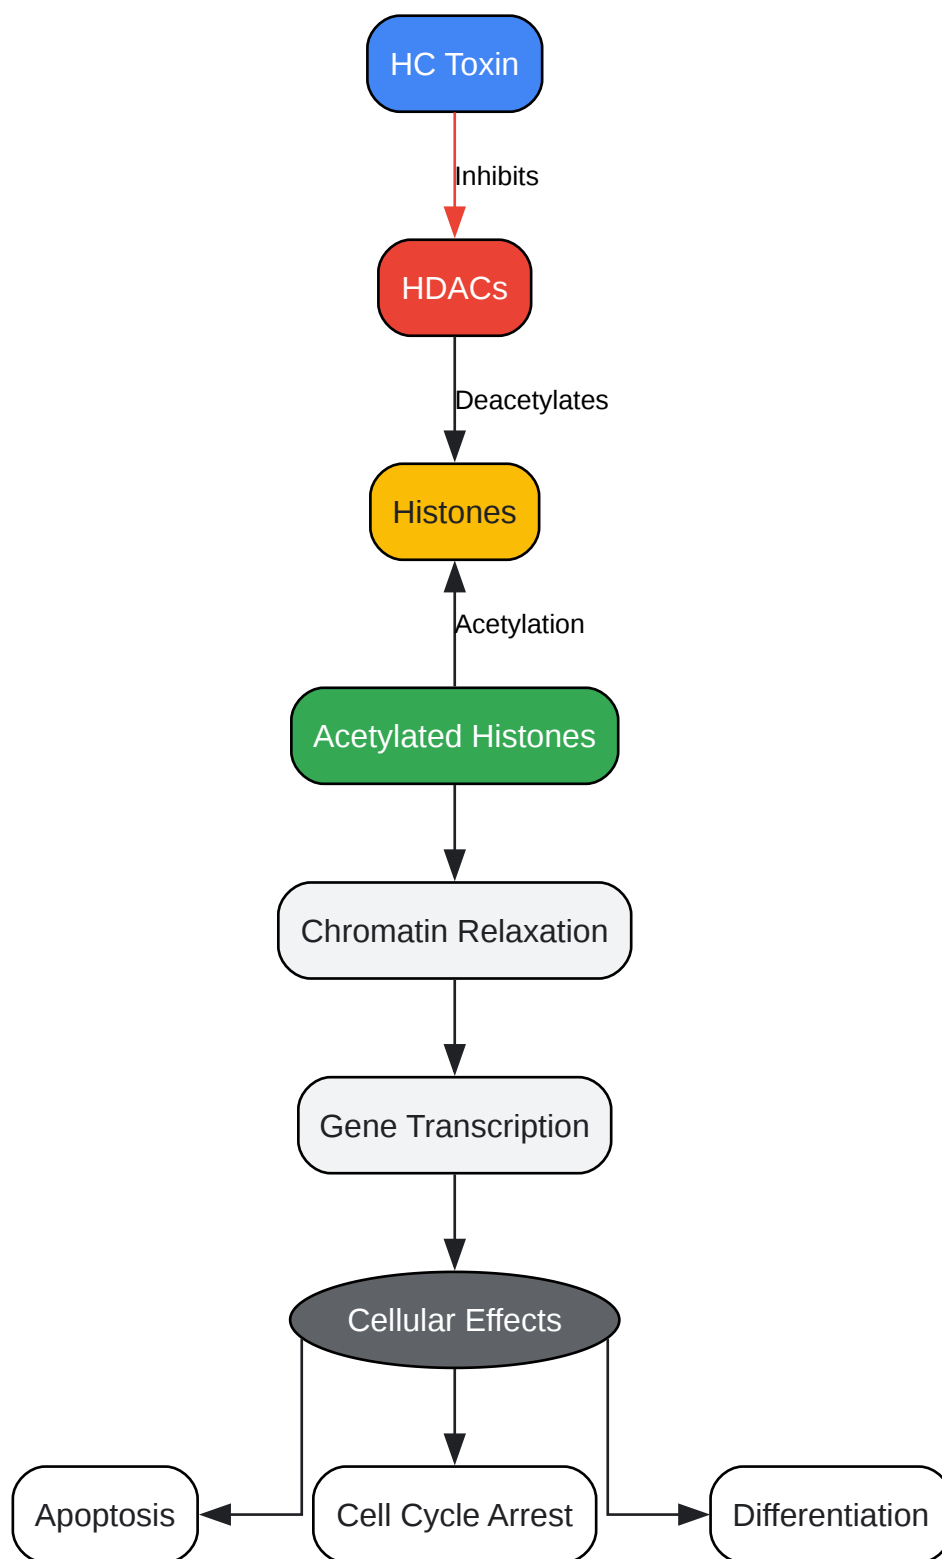 HC Toxin
Inhibits
HDACs
Deacetylates
Histones
Acetylation
Acetylated Histones
Chromatin Relaxation
Gene Transcription
Cellular Effects
Apoptosis
Cell Cycle Arrest
Differentiation